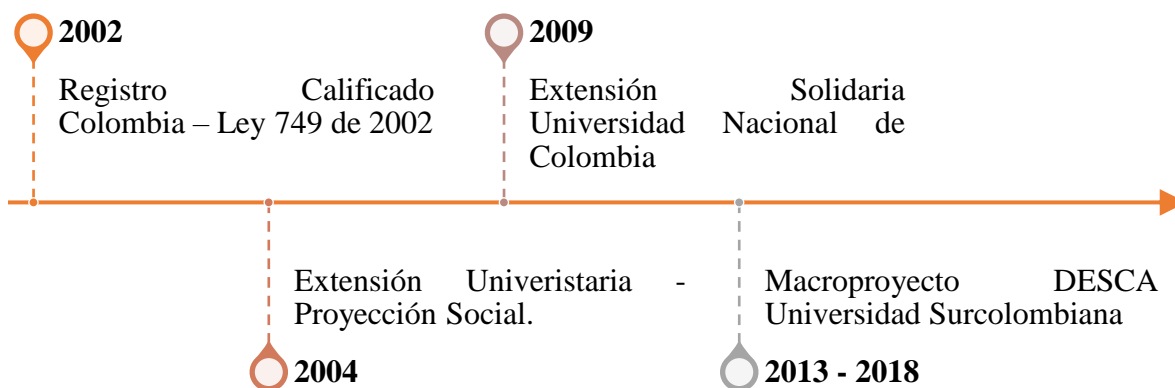 2002
Registro Calificado
Colombia – Ley 749 de 2002
2009
Extensión Solidaria
Universidad Nacional de
Colombia
Extensión Univeristaria -
Proyección Social.
2004
Macroproyecto DESCA
Universidad Surcolombiana
2013 - 2018